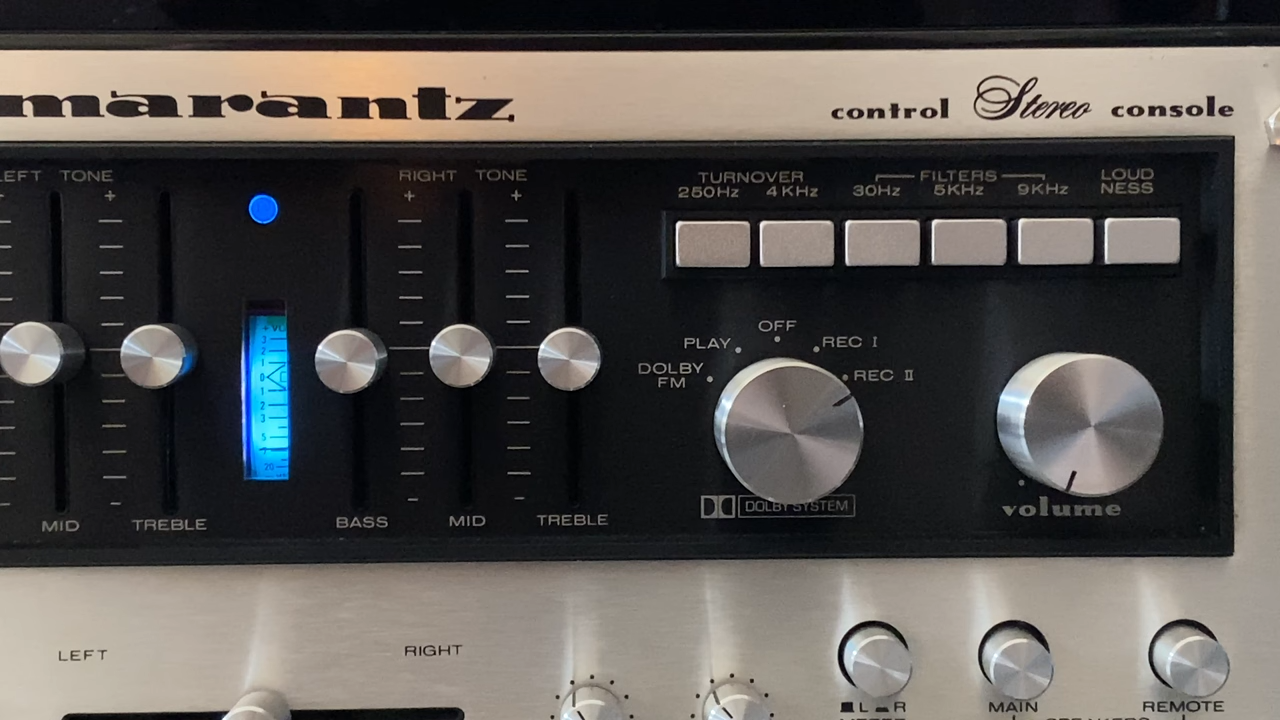 marantz
control Stereo console
LEFT TONE
RIGHT TONE
TURNOVER
250Hz 4KHz
FILTERS
30Hz 5KHz 9KHz
LOUD
NESS
OFF
PLAY
REC I
DOLBY
FM
REC II
DOLBY SYSTEM
volume
MID TREBLE
BASS MID TREBLE
LEFT
RIGHT
L R
MAIN
REMOTE